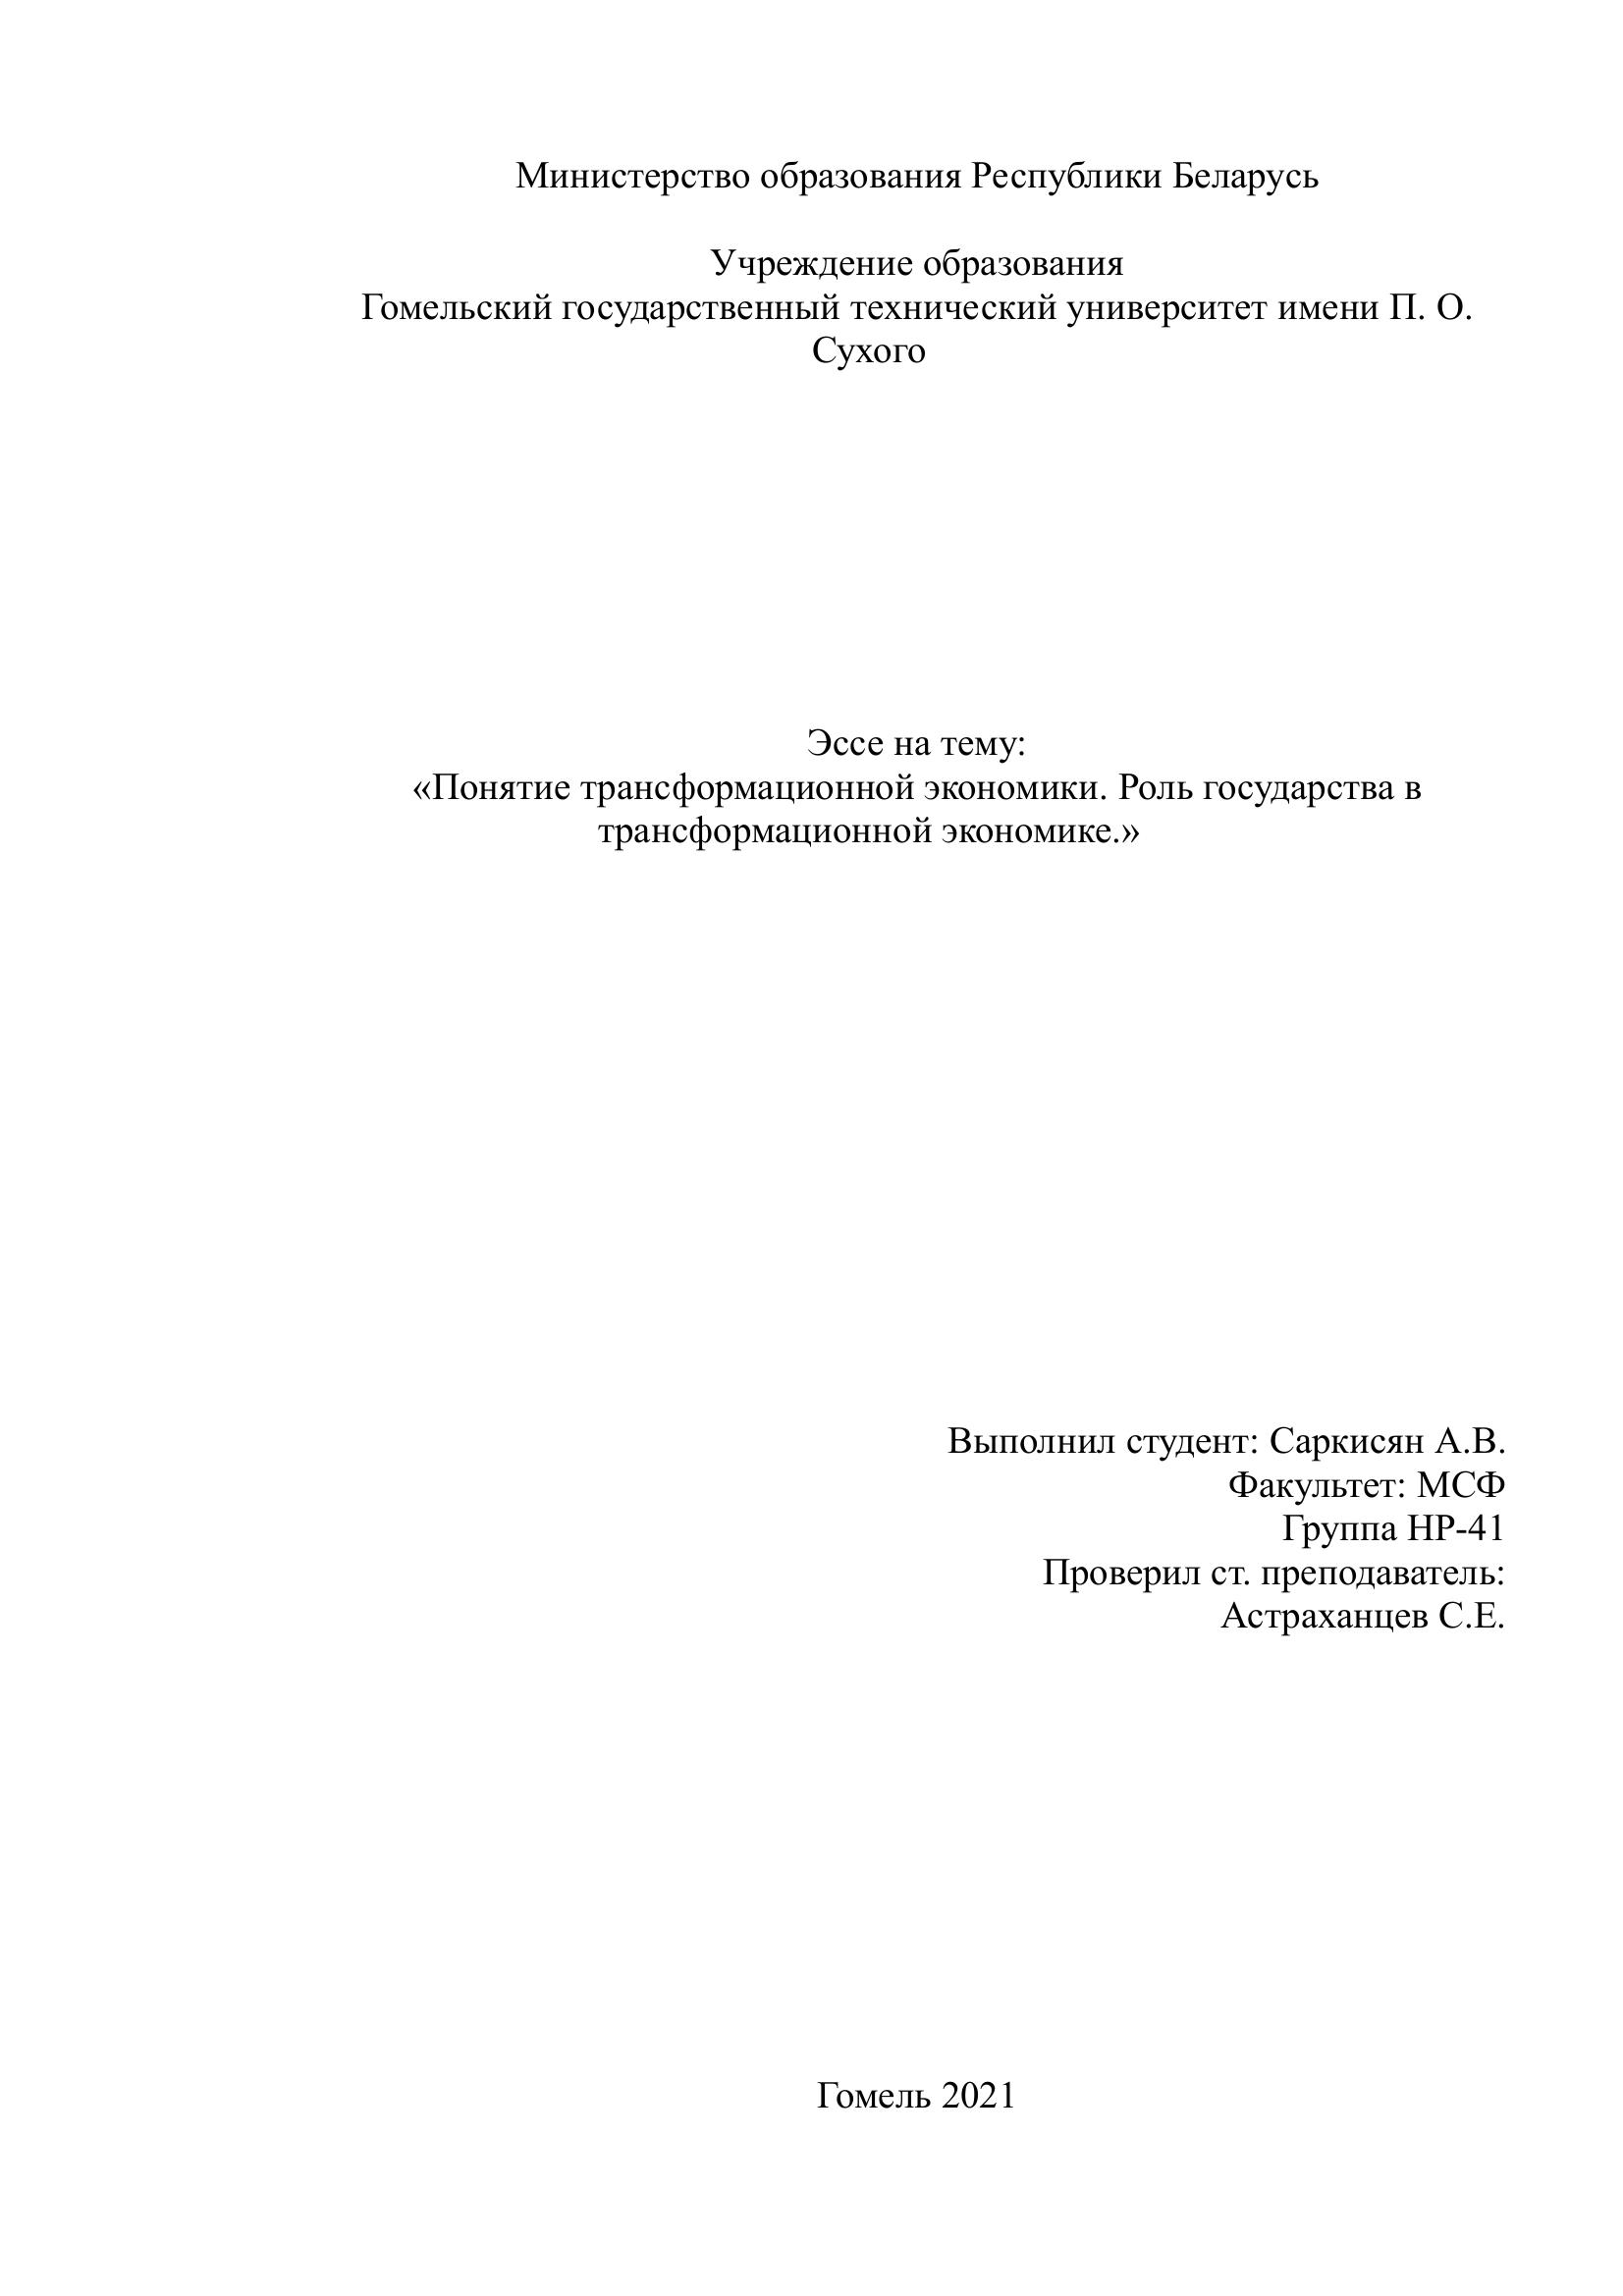 Министерство образования Республики Беларусь
Учреждение образования
Гомельский государственный технический университет имени П. О.
Сухого
Эссе на тему:
«Понятие трансформационной экономики. Роль государства в
трансформационной экономике.»
Выполнил студент: Саркисян А.В.
Факультет: МСФ
Группа НР-41
Проверил ст. преподаватель:
Астраханцев С.Е.
Гомель 2021